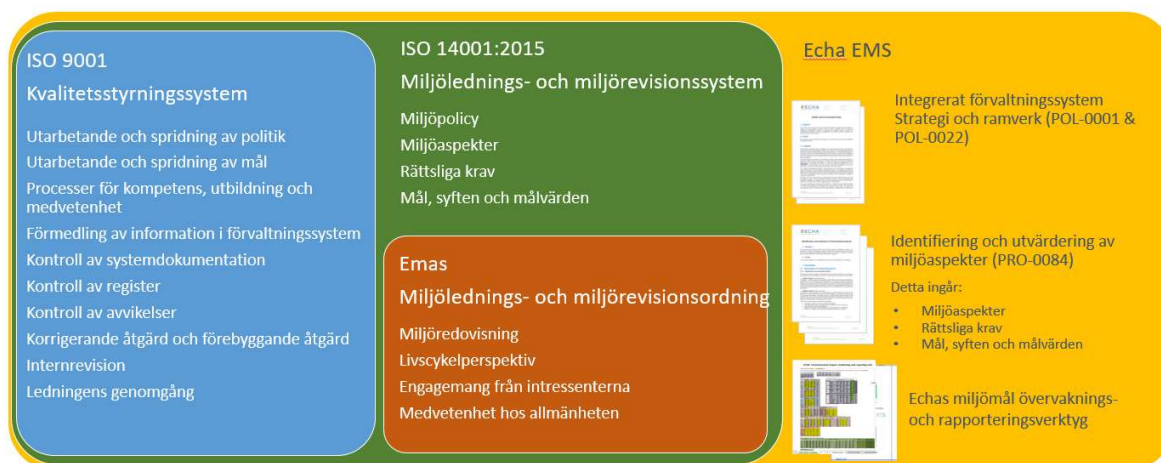 ISO 9001
Kvalitetsstyrningssystem
Utarbetande och spridning av politik
Utarbetande och spridning av mål
Processer för kompetens, utbildning och
medvetenhet
Förmedling av information i förvaltningssystem
Kontroll av systemdokumentation
Kontroll av register
Kontroll av avvikelser
Korrigerande åtgärd och förebyggande åtgärd
Internrevision
Ledningens genomgång
ISO 14001:2015
Miljölednings- och miljörevisionssystem
Miljöpolicy
Miljöaspekter
Rättsliga krav
Mål, syften och målvärden
Emas
Miljölednings- och miljörevisionsordning
Miljöredovisning
Livscykelperspektiv
Engagemang från intressenterna
Medvetenhet hos allmänheten
Echa EMS
Integrerat förvaltningssystem
Strategi och ramverk (POL-0001 &
POL-0022)
Identifiering och utvärdering av
miljöaspekter (PRO-0084)
Detta ingår:
• Miljöaspekter
• Rättsliga krav
• Mål, syften och målvärden
Echas miljömål övervaknings-
och rapporteringsverktyg